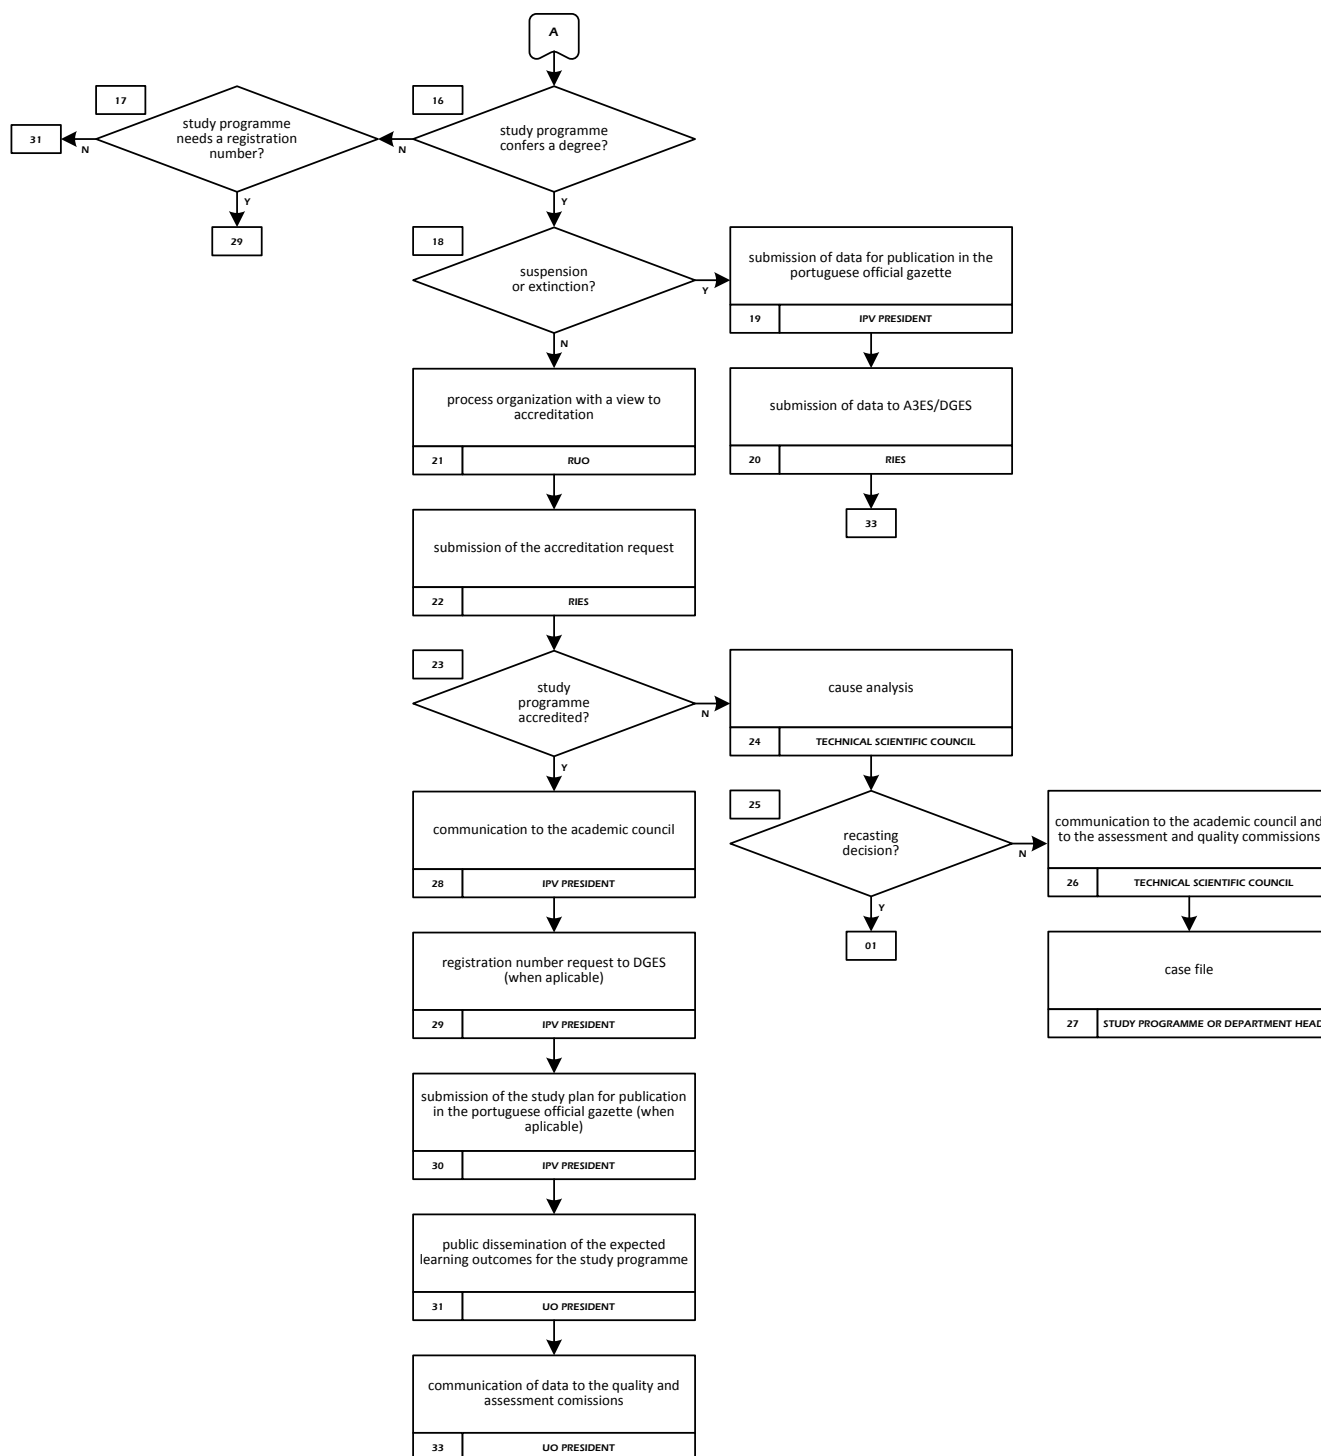 A
17
16
study programme
needs a registration
number?
study programme
confers a degree?
31
N
N
Y
Y
29
18
suspension
or extinction?
Y
N
submission of data for publication in the
portuguese official gazette
19 IPV PRESIDENT
process organization with a view to
accreditation
21 RUO
submission of data to A3ES/DGES
20 RIES
33
submission of the accreditation request
22 RIES
23
study
programme
accredited?
N
Y
cause analysis
24 TECHNICAL SCIENTIFIC COUNCIL
25
recasting
decision?
N
Y
01
communication to the academic council and
to the assessment and quality commissions
26 TECHNICAL SCIENTIFIC COUNCIL
case file
27 STUDY PROGRAMME OR DEPARTMENT HEAD
communication to the academic council
28 IPV PRESIDENT
registration number request to DGES
(when aplicable)
29 IPV PRESIDENT
submission of the study plan for publication
in the portuguese official gazette (when
aplicable)
30 IPV PRESIDENT
public dissemination of the expected
learning outcomes for the study programme
31 UO PRESIDENT
communication of data to the quality and
assessment comissions
33 UO PRESIDENT